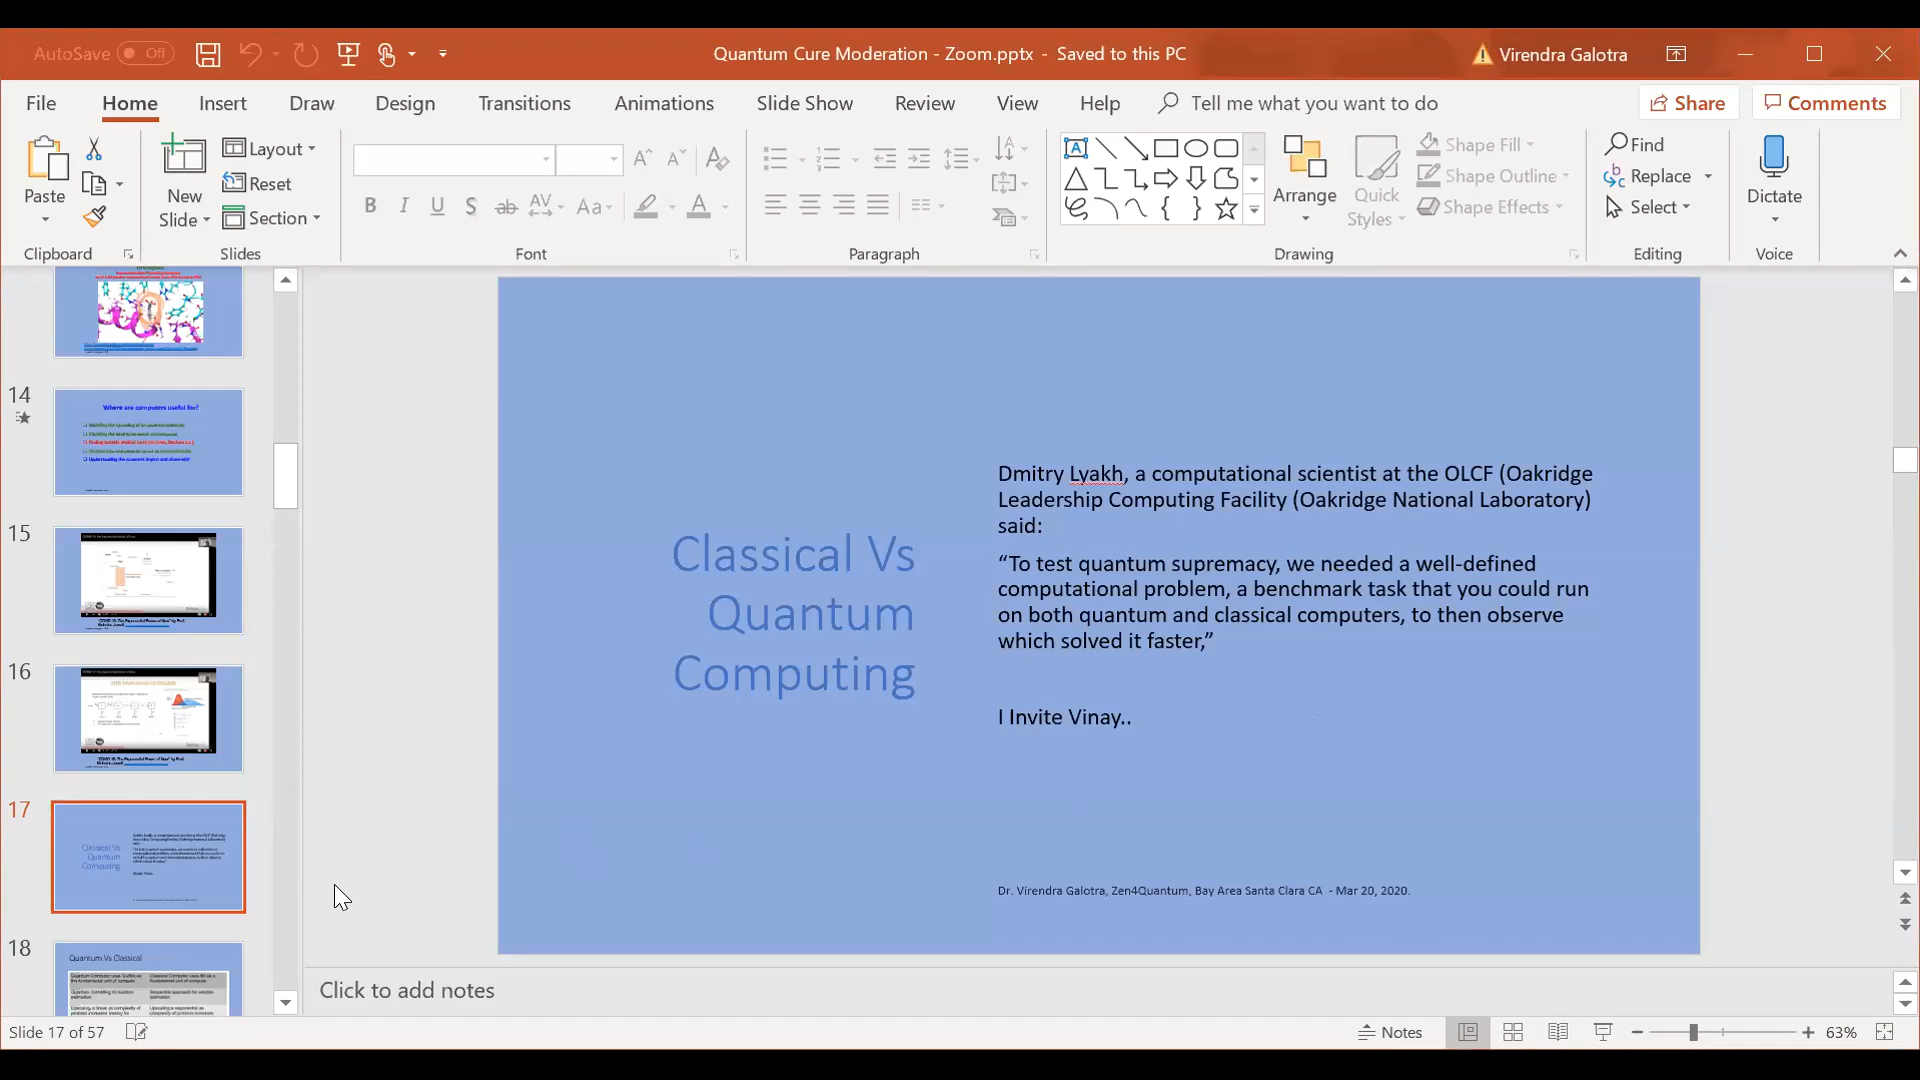 AutoSave Off
Quantum Cure Moderation - Zoom.pptx - Saved to this PC
Virendra Galotra
File Home Insert Draw Design Transitions Animations Slide Show Review View Help Tell me what you want to do
Share Comments
Paste
New Slide
Layout
Reset
Section
Arrange
Quick Styles
Shape Fill
Shape Outline
Shape Effects
Find
Replace
Select
Dictate
Clipboard Slides Font Paragraph Drawing Editing Voice
14
Where are computers useful for?
15
16
17
Classical Vs
Quantum
Computing
18
Quantum Vs Classical
Classical Vs
Quantum
Computing
Dmitry Lyakh, a computational scientist at the OLCF (Oakridge
Leadership Computing Facility (Oakridge National Laboratory)
said:
“To test quantum supremacy, we needed a well-defined
computational problem, a benchmark task that you could run
on both quantum and classical computers, to then observe
which solved it faster,”
I Invite Vinay..
Dr. Virendra Galotra, Zen4Quantum, Bay Area Santa Clara CA - Mar 20, 2020.
Click to add notes
Slide 17 of 57
Notes
63%